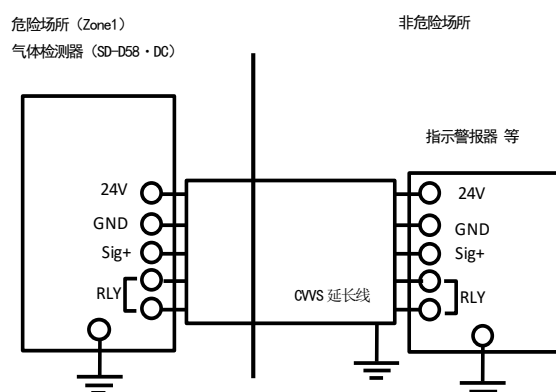 危险场所（Zone1）
气体检测器（SD-D58・DC）
非危险场所
指示警报器 等
24V
GND
Sig+
RLY
CVVS 延长线
24V
GND
Sig+
RLY